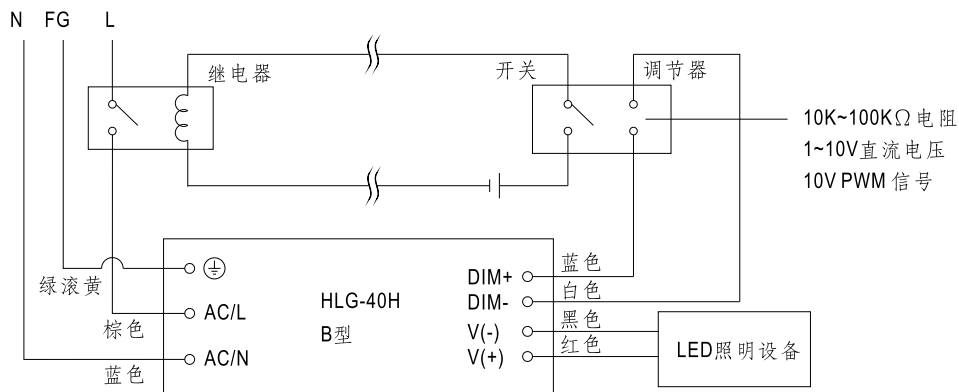 N FG L
继电器
开关
调节器
10K~100KΩ电阻
1~10V直流电压
10V PWM 信号
绿滚黄
棕色
蓝色
AC/L
AC/N
HLG-40H
B型
DIM+
DIM-
V(-)
V(+)
蓝色
白色
黑色
红色
LED照明设备